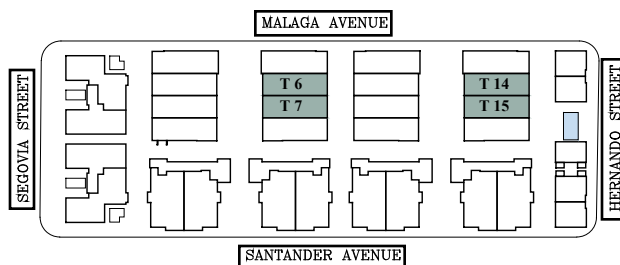 MALAGA AVENUE
SEGOVIA STREET
T 6
T 7
T 14
T 15
HERNANDO STREET
SANTANDER AVENUE